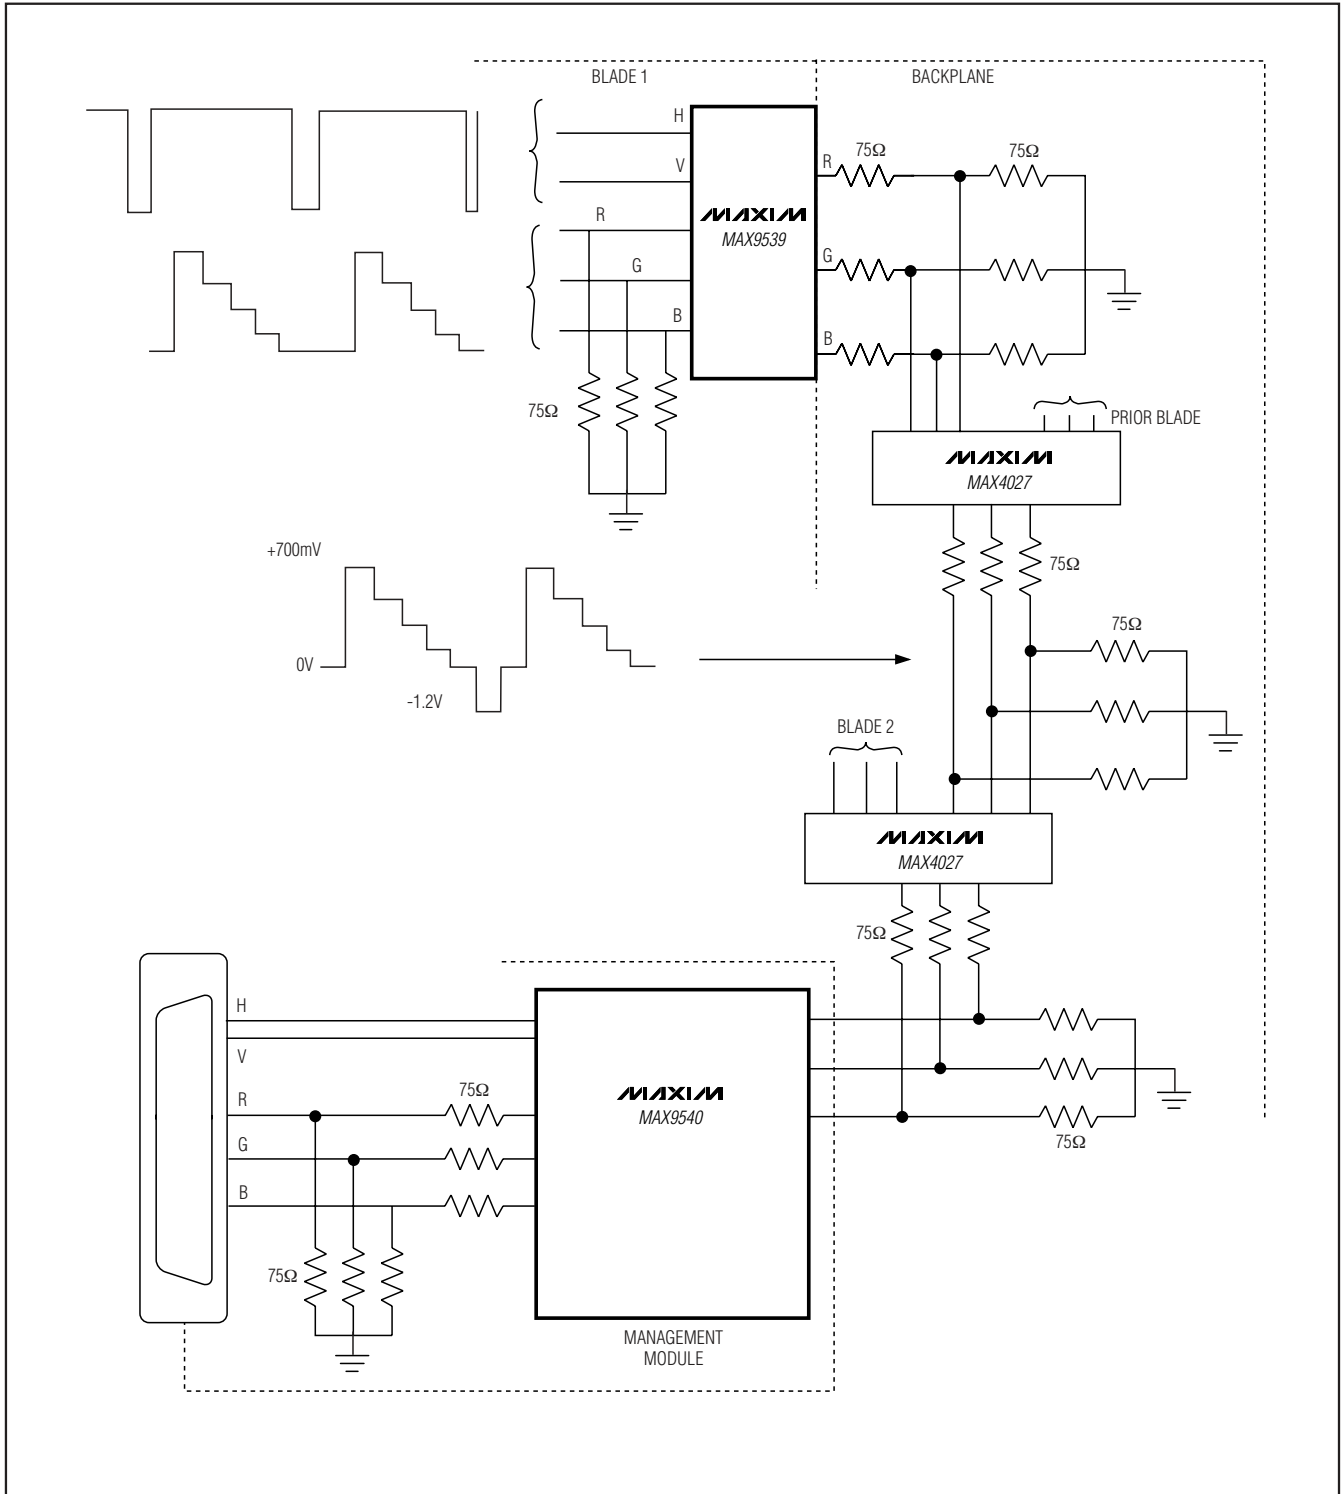 BLADE 1
BACKPLANE
H
V
R
G
B
MAXIM
MAX9539
R
75Ω
75Ω
G
B
75Ω
PRIOR BLADE
MAXIM
MAX4027
75Ω
+700mV
0V
-1.2V
75Ω
BLADE 2
MAXIM
MAX4027
75Ω
H
V
R
75Ω
G
B
75Ω
MAXIM
MAX9540
75Ω
MANAGEMENT
MODULE